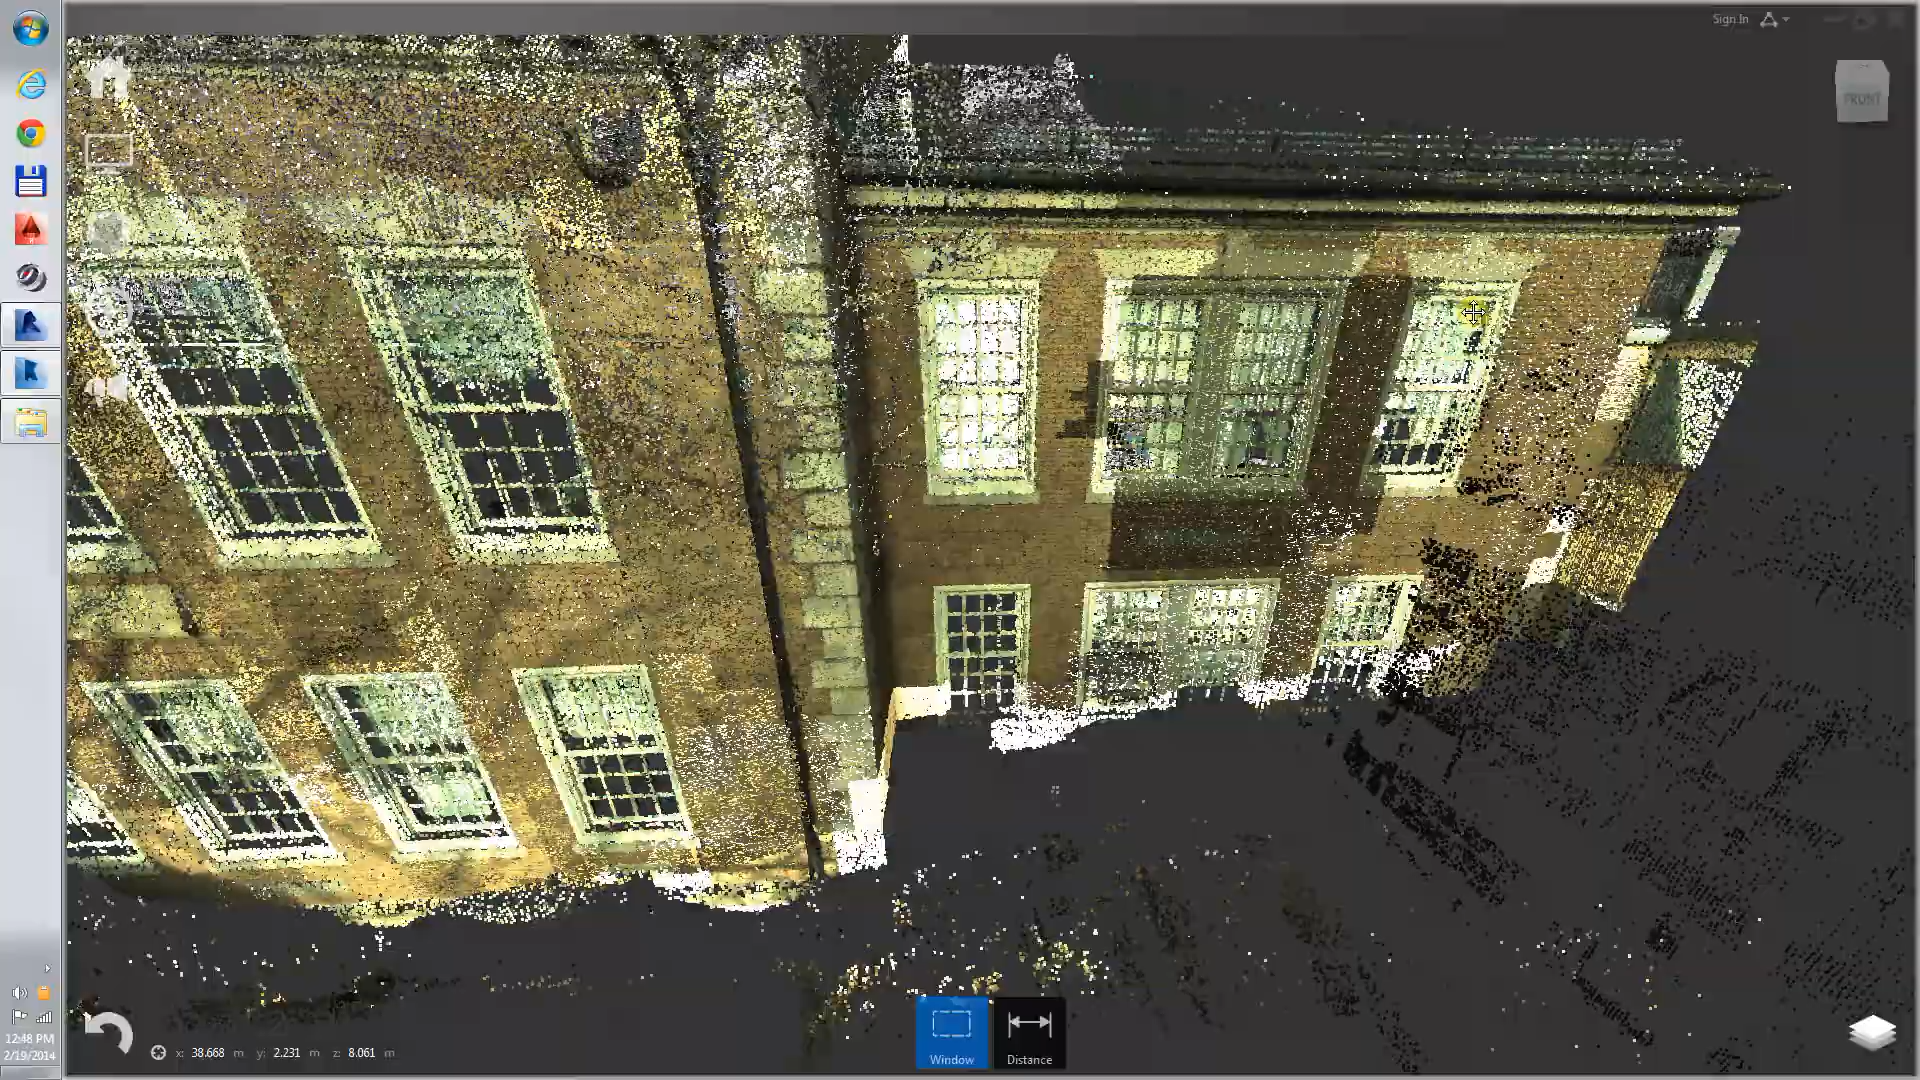 Sign In
FRONT
12:48 PM
2/19/2014
x: 38.668 m y: 2.231 m z: 8.061 m
Window
Distance